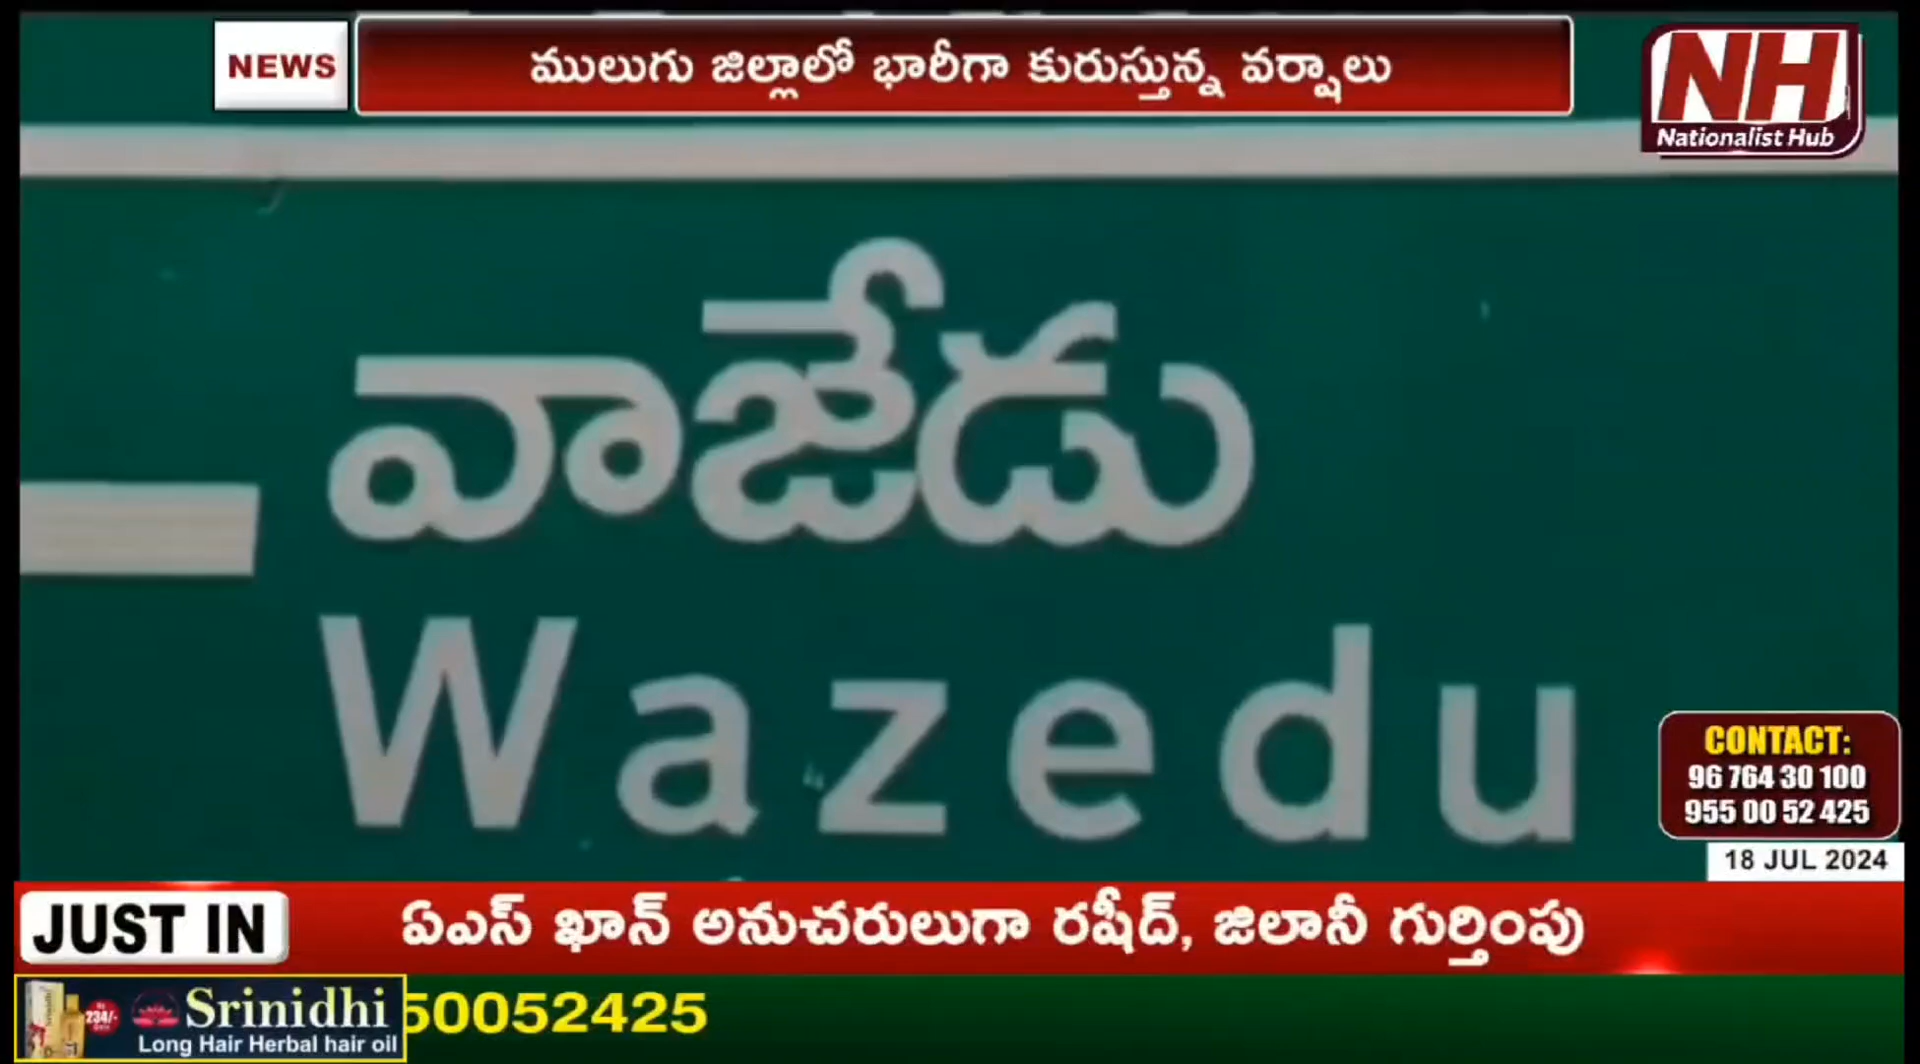 NEWS
ములుగు జిల్లాలో భారీగా కురుస్తున్న వర్షాలు
NH
Nationalist Hub
వాజేడు
Wazedu
CONTACT:
96 764 30 100
955 00 52 425
18 JUL 2024
JUST IN
ఏఎస్ ఖాన్ అనుచరులుగా రషీద్, జిలానీ గుర్తింపు
234/-
Srinidhi
Long Hair Herbal hair oil
50052425